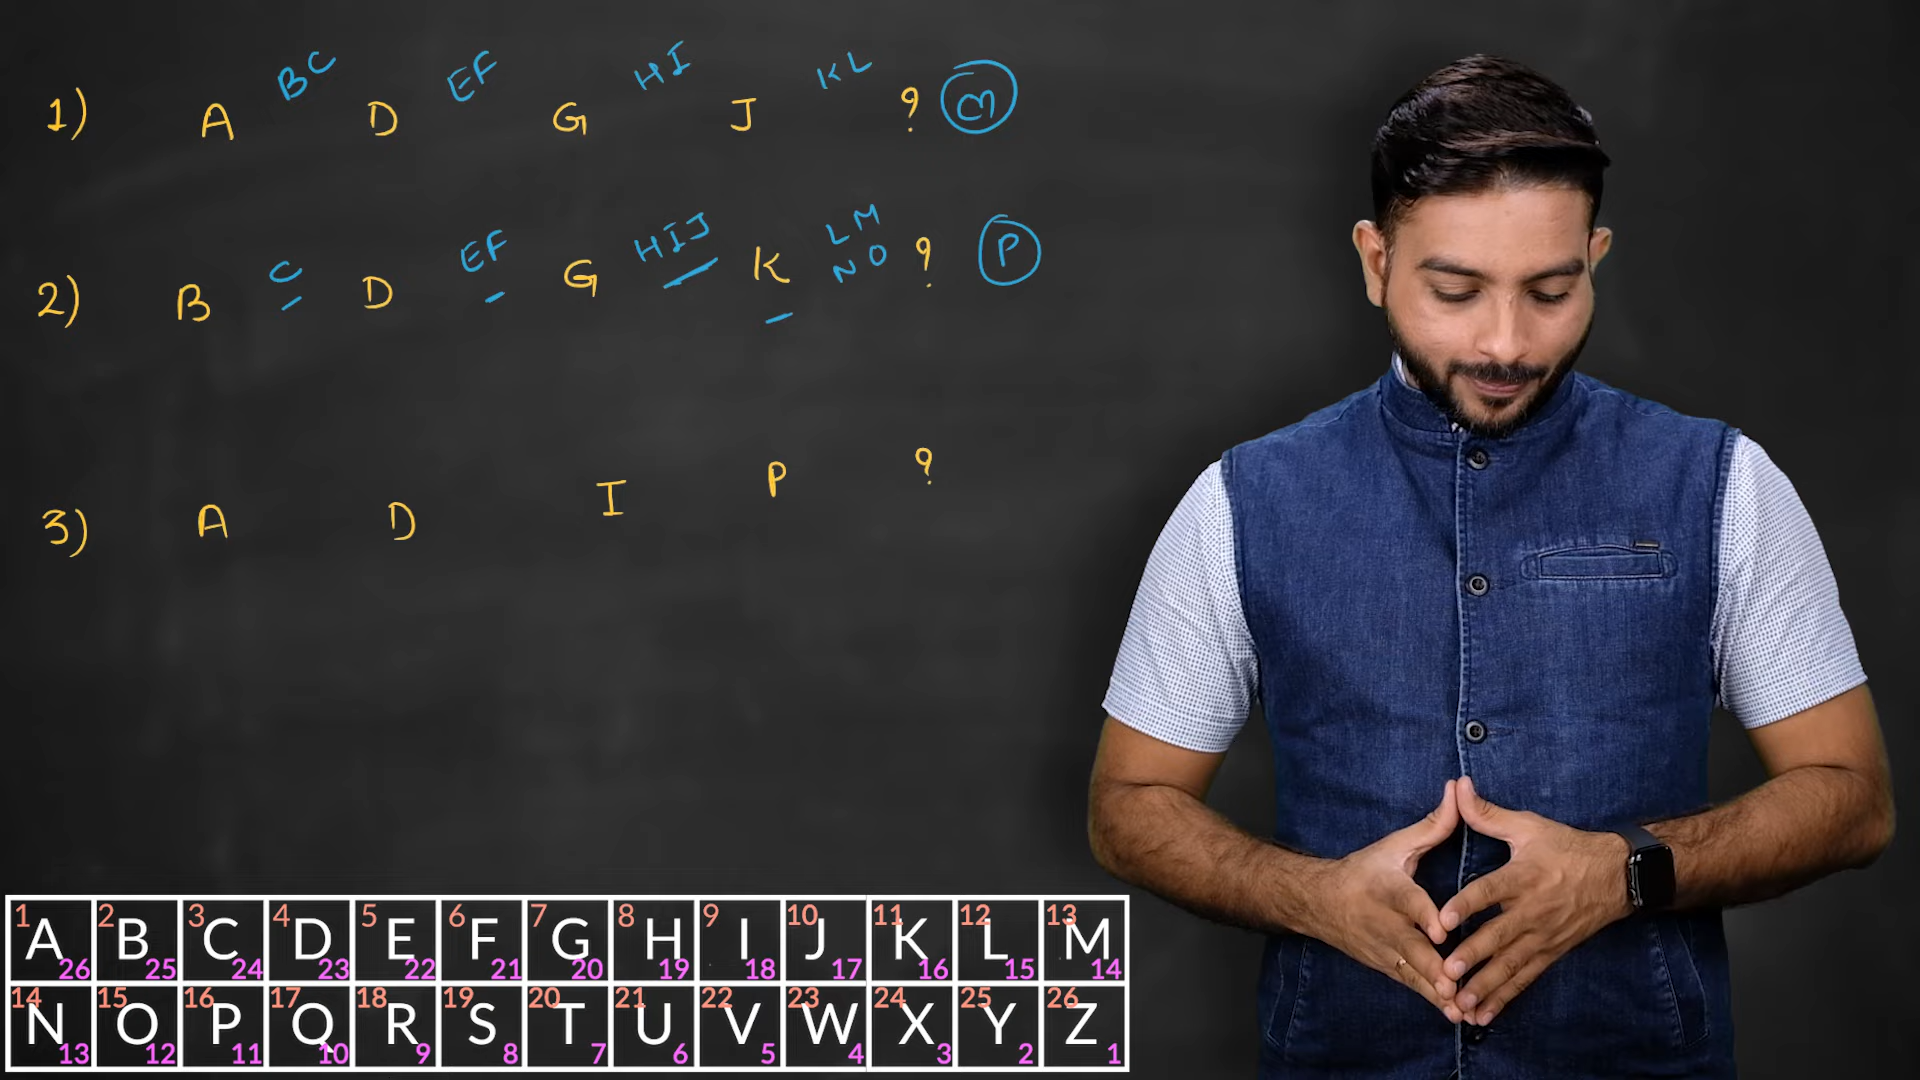 1) A BC D EF G HI J KL ? M
2) B C D EF G HIJ K LM NO ? P
3) A D I P ?
1 A 26 2 B 25 3 C 24 4 D 23 5 E 22 6 F 21 7 G 20 8 H 19 9 I 18 10 J 17 11 K 16 12 L 15 13 M 14
14 N 13 15 O 12 16 P 11 17 Q 10 18 R 9 19 S 8 20 T 7 21 U 6 22 V 5 23 W 4 24 X 3 25 Y 2 26 Z 1